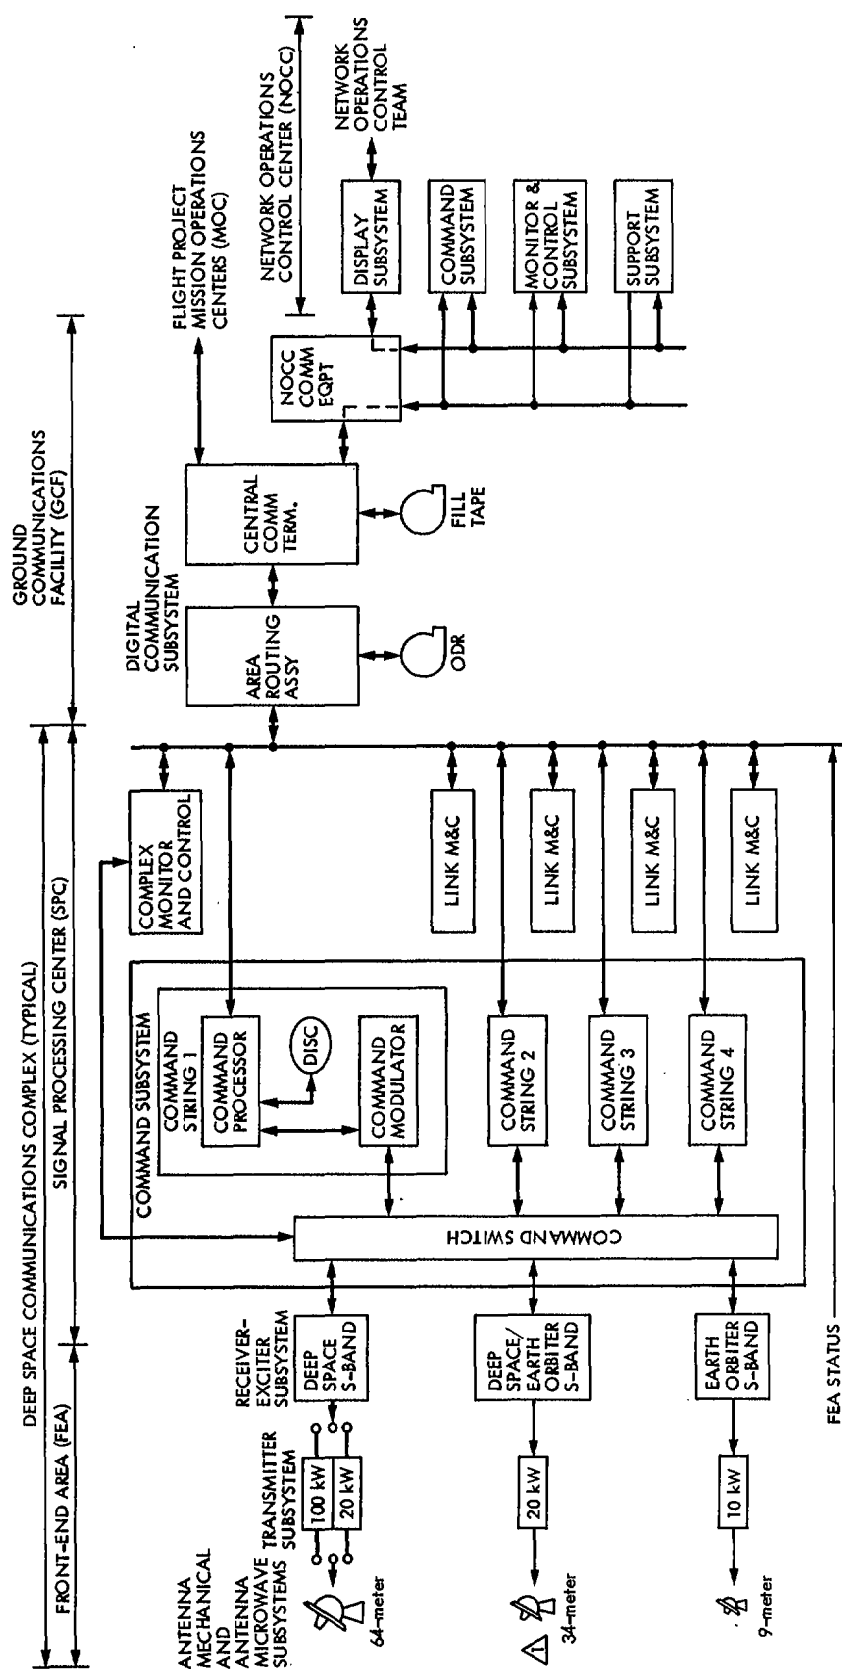 DEEP SPACE COMMUNICATIONS COMPLEX (TYPICAL)
FRONT-END AREA (FEA)
SIGNAL PROCESSING CENTER (SPC)
GROUND
COMMUNICATIONS
FACILITY (GCF)
NETWORK OPERATIONS
CONTROL CENTER (NOCC)
ANTENNA
MECHANICAL
AND
ANTENNA
MICROWAVE
SUBSYSTEMS
TRANSMITTER
SUBSYSTEM
RECEIVER-
EXCITER
SUBSYSTEM
64-meter
100 kW
20 kW
DEEP
SPACE
S-BAND
1
34-meter
20 kW
DEEP
SPACE/
EARTH
ORBITER
S-BAND
9-meter
10 kW
EARTH
ORBITER
S-BAND
COMMAND SUBSYSTEM
COMMAND SWITCH
COMMAND
STRING 1
COMMAND
PROCESSOR
DISC
COMMAND
MODULATOR
COMMAND
STRING 2
COMMAND
STRING 3
COMMAND
STRING 4
COMPLEX
MONITOR
AND CONTROL
LINK M&C
LINK M&C
LINK M&C
LINK M&C
FEA STATUS
DIGITAL
COMMUNICATION
SUBSYSTEM
AREA
ROUTING
ASSY
ODR
CENTRAL
COMM
TERM.
FILL
TAPE
FLIGHT PROJECT
MISSION OPERATIONS
CENTERS (MOC)
NOCC
COMM
EQPT
DISPLAY
SUBSYSTEM
NETWORK
OPERATIONS
CONTROL
TEAM
COMMAND
SUBSYSTEM
MONITOR &
CONTROL
SUBSYSTEM
SUPPORT
SUBSYSTEM